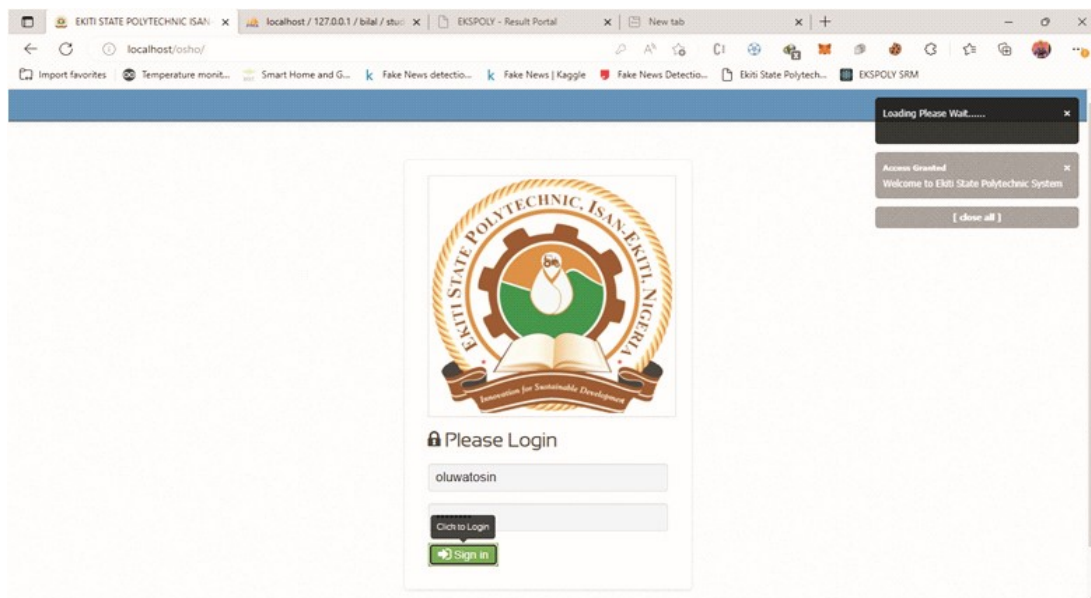 EKITI STATE POLYTECHNIC ISAN-
localhost / 127.0.0.1 / bilal / stud
EKSPOLY - Result Portal
New tab
localhost/osho/
Import favorites
Temperature monit...
Smart Home and G...
Fake News detectio...
Fake News | Kaggle
Fake News Detectio...
Ekiti State Polytech...
EKSPOLY SRM
Loading Please Wait......
Access Granted
Welcome to Ekiti State Polytechnic System
[ close all ]
EKITI STATE POLYTECHNIC, ISAN-EKITI, NIGERIA
Innovation for Sustainable Development
Please Login
oluwatosin
Click to Login
Sign in